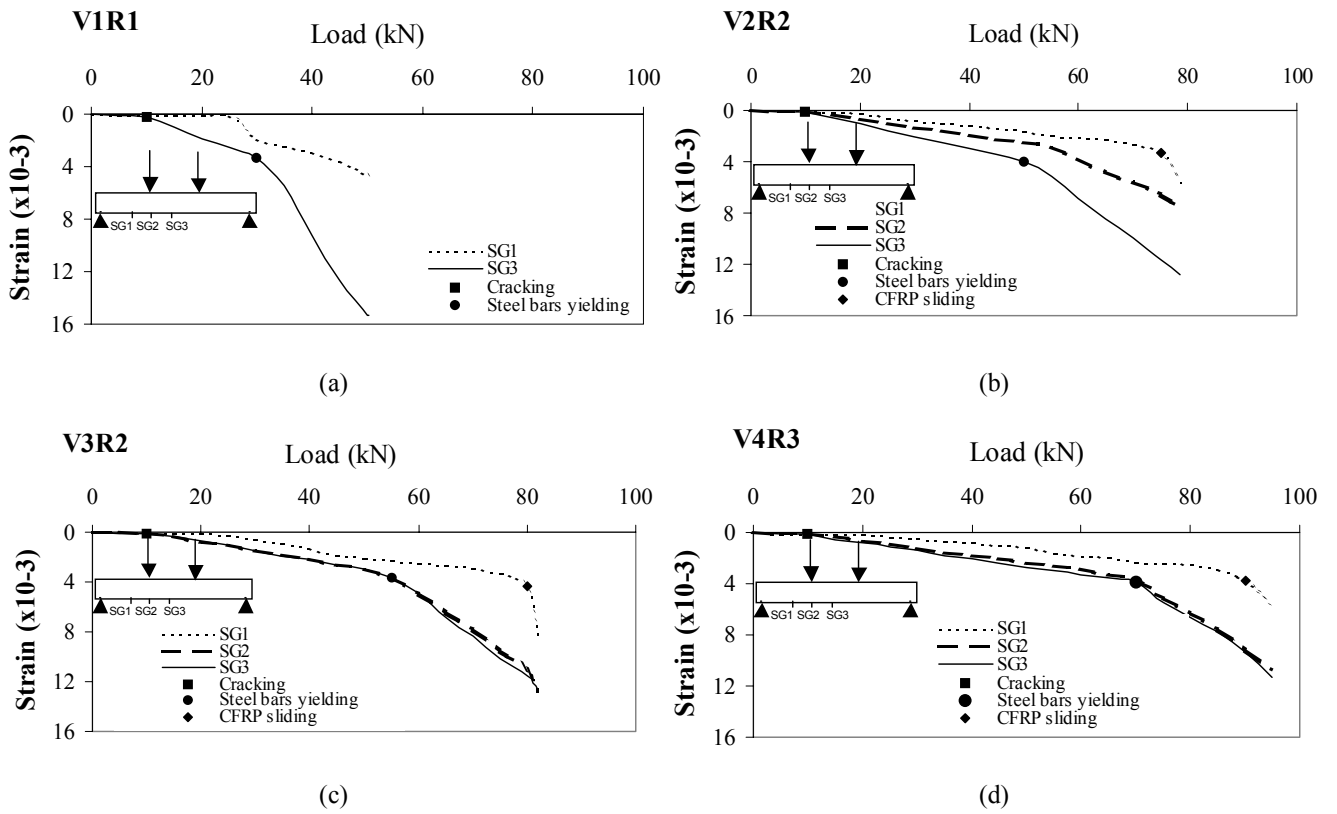 V1R1
Load (kN)
0 20 40 60 80 100
0
4
8
12
16
Strain (x10-3)
SG1 SG2 SG3
SG1
SG3
Cracking
Steel bars yielding
(a)
V2R2
Load (kN)
0 20 40 60 80 100
0
4
8
12
16
Strain (x10-3)
SG1 SG2 SG3
SG1
SG2
SG3
Cracking
Steel bars yielding
CFRP sliding
(b)
V3R2
Load (kN)
0 20 40 60 80 100
0
4
8
12
16
Strain (x10-3)
SG1 SG2 SG3
SG1
SG2
SG3
Cracking
Steel bars yielding
CFRP sliding
(c)
V4R3
Load (kN)
0 20 40 60 80 100
0
4
8
12
16
Strain (x10-3)
SG1 SG2 SG3
SG1
SG2
SG3
Cracking
Steel bars yielding
CFRP sliding
(d)